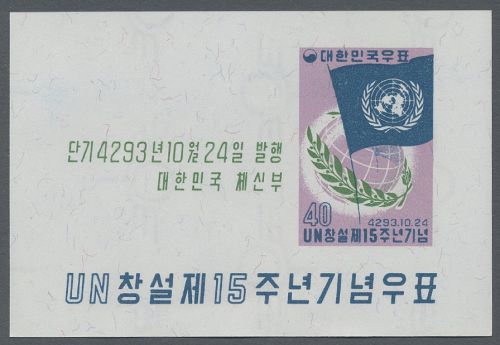 대한민국우표
단기4293년10월24일 발행
대한민국 체신부
40
4293.10.24
UN창설제15주년기념
UN창설제15주년기념우표